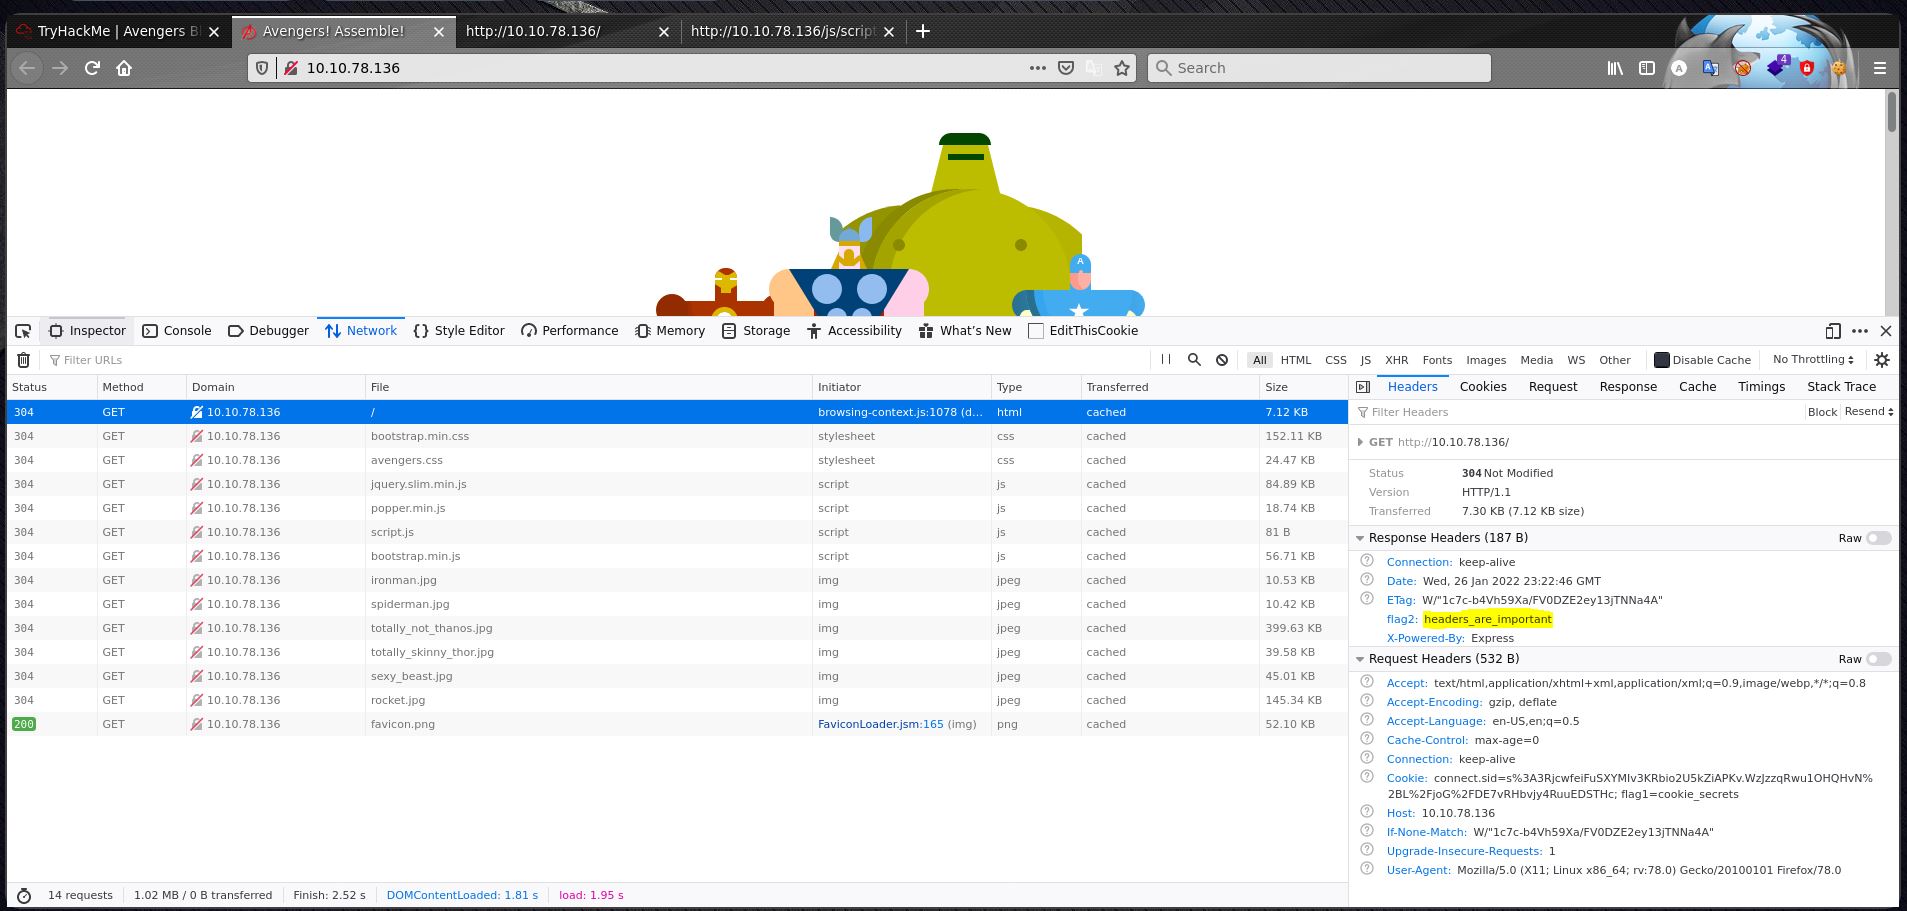 TryHackMe | Avengers Bl
Avengers! Assemble!
http://10.10.78.136/
http://10.10.78.136/js/script
10.10.78.136
Search
A
4
A
Inspector
Console
Debugger
Network
Style Editor
Performance
Memory
Storage
Accessibility
What's New
EditThisCookie
Filter URLs
All HTML CSS JS XHR Fonts Images Media WS Other
Disable Cache
No Throttling
Status Method Domain File Initiator Type Transferred Size
304 GET 10.10.78.136 / browsing-context.js:1078 (d... html cached 7.12 KB
304 GET 10.10.78.136 bootstrap.min.css stylesheet css cached 152.11 KB
304 GET 10.10.78.136 avengers.css stylesheet css cached 24.47 KB
304 GET 10.10.78.136 jquery.slim.min.js script js cached 84.89 KB
304 GET 10.10.78.136 popper.min.js script js cached 18.74 KB
304 GET 10.10.78.136 script.js script js cached 81 B
304 GET 10.10.78.136 bootstrap.min.js script js cached 56.71 KB
304 GET 10.10.78.136 ironman.jpg img jpeg cached 10.53 KB
304 GET 10.10.78.136 spiderman.jpg img jpeg cached 10.42 KB
304 GET 10.10.78.136 totally_not_thanos.jpg img jpeg cached 399.63 KB
304 GET 10.10.78.136 totally_skinny_thor.jpg img jpeg cached 39.58 KB
304 GET 10.10.78.136 sexy_beast.jpg img jpeg cached 45.01 KB
304 GET 10.10.78.136 rocket.jpg img jpeg cached 145.34 KB
200 GET 10.10.78.136 favicon.png FaviconLoader.jsm:165 (img) png cached 52.10 KB
14 requests 1.02 MB / 0 B transferred Finish: 2.52 s DOMContentLoaded: 1.81 s load: 1.95 s
Headers Cookies Request Response Cache Timings Stack Trace
Filter Headers Block Resend
GET http://10.10.78.136/
Status 304 Not Modified
Version HTTP/1.1
Transferred 7.30 KB (7.12 KB size)
Response Headers (187 B) Raw
Connection: keep-alive
Date: Wed, 26 Jan 2022 23:22:46 GMT
ETag: W/"1c7c-b4Vh59Xa/FV0DZE2ey13jTNNa4A"
flag2: headers_are_important
X-Powered-By: Express
Request Headers (532 B) Raw
Accept: text/html,application/xhtml+xml,application/xml;q=0.9,image/webp,*/*;q=0.8
Accept-Encoding: gzip, deflate
Accept-Language: en-US,en;q=0.5
Cache-Control: max-age=0
Connection: keep-alive
Cookie: connect.sid=s%3A3RjcwfeiFuSXYMlv3KRbio2U5kZiAPKv.WzJzzqRwu1OHQHvN%
2BL%2FjoG%2FDE7vRHbvjy4RuuEDSTHc; flag1=cookie_secrets
Host: 10.10.78.136
If-None-Match: W/"1c7c-b4Vh59Xa/FV0DZE2ey13jTNNa4A"
Upgrade-Insecure-Requests: 1
User-Agent: Mozilla/5.0 (X11; Linux x86_64; rv:78.0) Gecko/20100101 Firefox/78.0